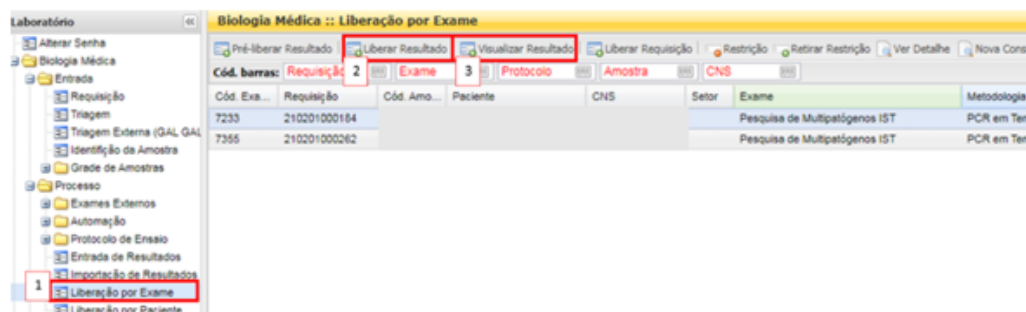 Laboratório
Alterar Senha
Biologia Médica
Entrada
Requisição
Triagem
Triagem Externa (GAL GAL
Identifição da Amostra
Grade de Amostras
Processo
Exames Externos
Automação
Protocolo de Ensaio
Entrada de Resultados
Importação de Resultados
1 Liberação por Exame
Liberação por Paciente
Biologia Médica :: Liberação por Exame
Pré-liberar Resultado Liberar Resultado Visualizar Resultado Liberar Requisição Restrição Retirar Restrição Ver Detalhe Nova Cons
Cód. barras: Requisição 2 Exame 3 Protocolo Amostra CNS
Cód. Exa... Requisição Cód. Amo... Paciente CNS Setor Exame Metodologia
7233 210201000184 Pesquisa de Multipatógenos IST PCR em Ter
7355 210201000262 Pesquisa de Multipatógenos IST PCR em Ter